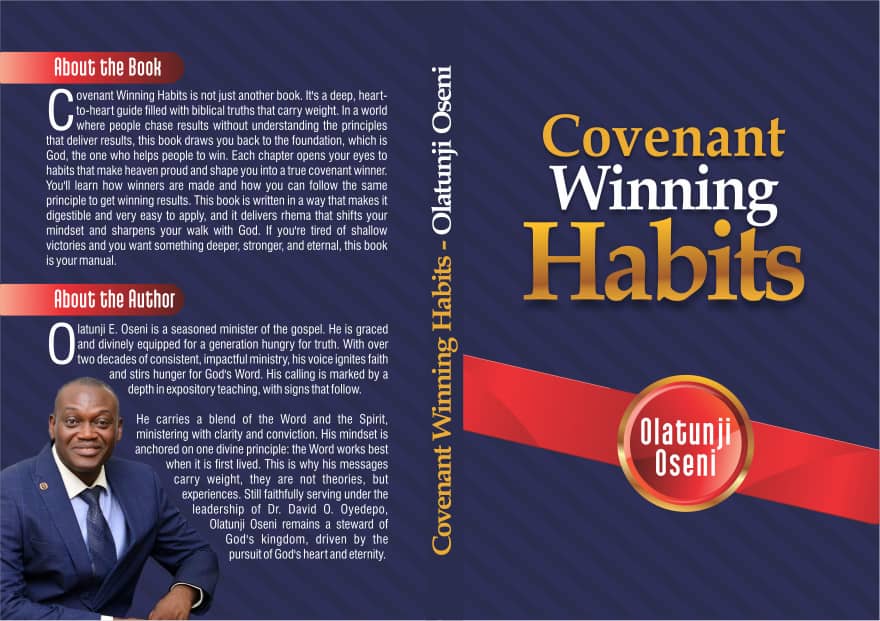 About the Book
Covenant Winning Habits is not just another book. It's a deep, heart-
to-heart guide filled with biblical truths that carry weight. In a world
where people chase results without understanding the principles
that deliver results, this book draws you back to the foundation, which is
God, the one who helps people to win. Each chapter opens your eyes to
habits that make heaven proud and shape you into a true covenant winner.
You'll learn how winners are made and how you can follow the same
principle to get winning results. This book is written in a way that makes it
digestible and very easy to apply, and it delivers rhema that shifts your
mindset and sharpens your walk with God. If you're tired of shallow
victories and you want something deeper, stronger, and eternal, this book
is your manual.
About the Author
Olatunji E. Oseni is a seasoned minister of the gospel. He is graced
and divinely equipped for a generation hungry for truth. With over
two decades of consistent, impactful ministry, his voice ignites faith
and stirs hunger for God's Word. His calling is marked by a
depth in expository teaching, with signs that follow.
He carries a blend of the Word and the Spirit,
ministering with clarity and conviction. His mindset is
anchored on one divine principle: the Word works best
when it is first lived. This is why his messages
carry weight, they are not theories, but
experiences. Still faithfully serving under the
leadership of Dr. David O. Oyedepo,
Olatunji Oseni remains a steward of
God's kingdom, driven by the
pursuit of God's heart and eternity.
Covenant Winning Habits - Olatunji Oseni
Covenant
Winning
Habits
Olatunji
Oseni